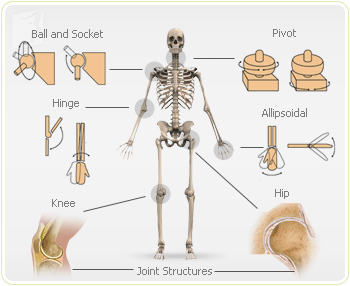 Ball and Socket
Pivot
Hinge
Allipsoidal
Knee
Hip
Joint Structures